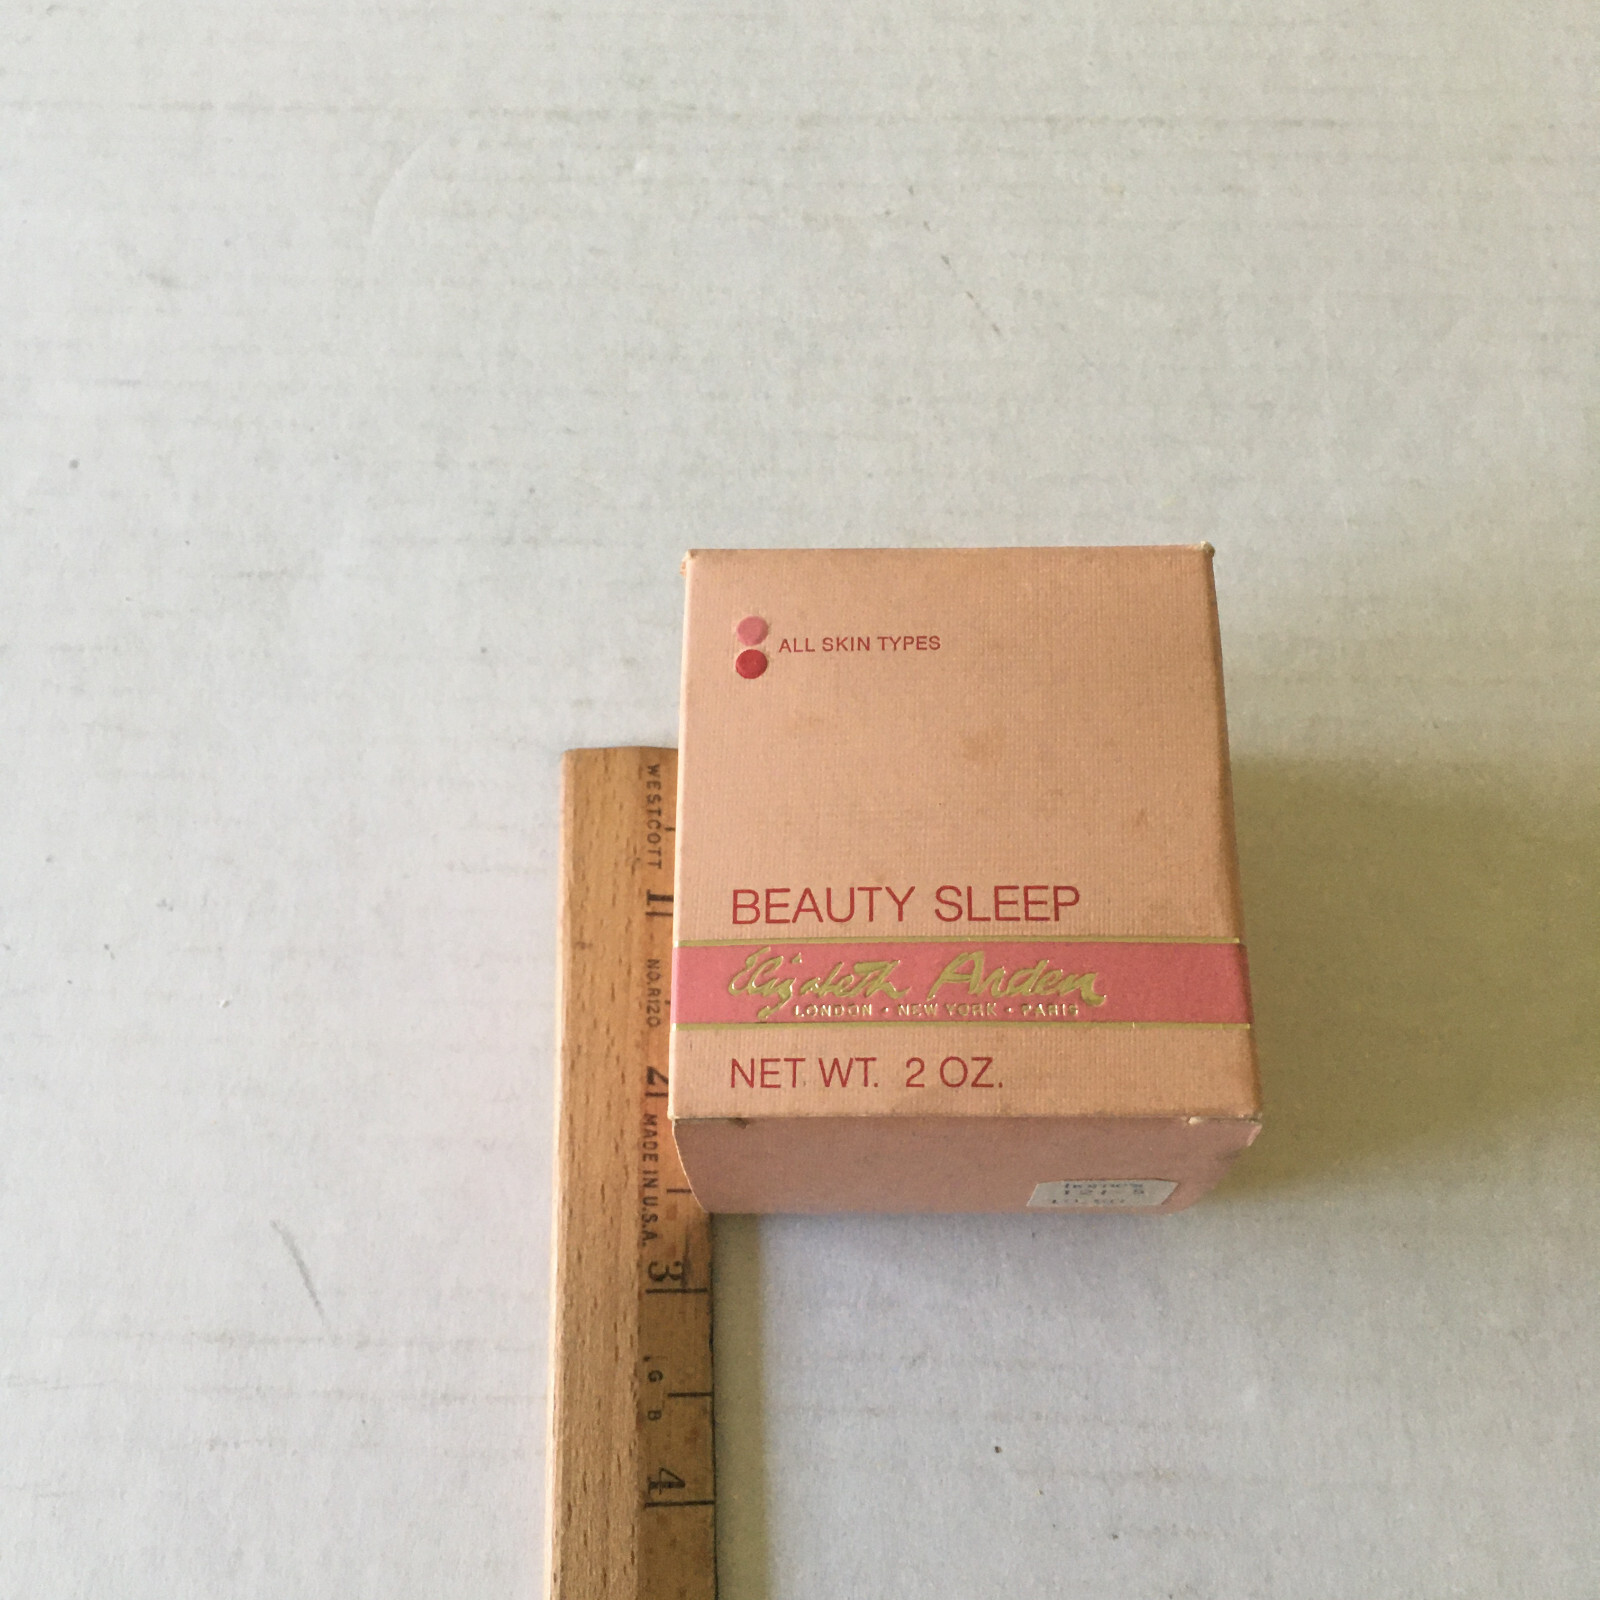 ALL SKIN TYPES
BEAUTY SLEEP
Elizabeth Arden
LONDON • NEW YORK • PARIS
NET WT. 2 OZ.
WESTCOTT
1
NO.R120
2
MADE IN U.S.A.
3
G
B
4